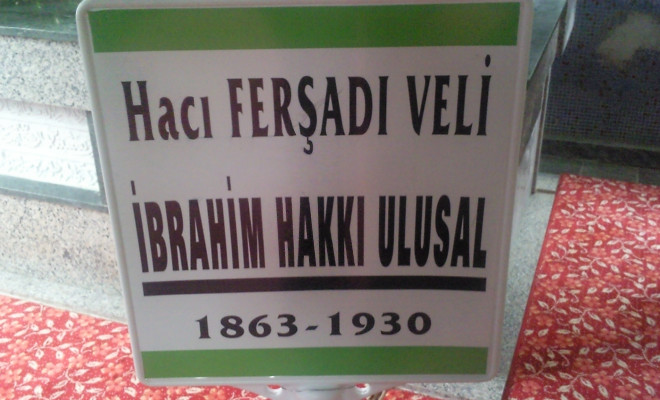 Hacı FERŞADI VELİ
İBRAHİM HAKKI ULUSAL
1863-1930